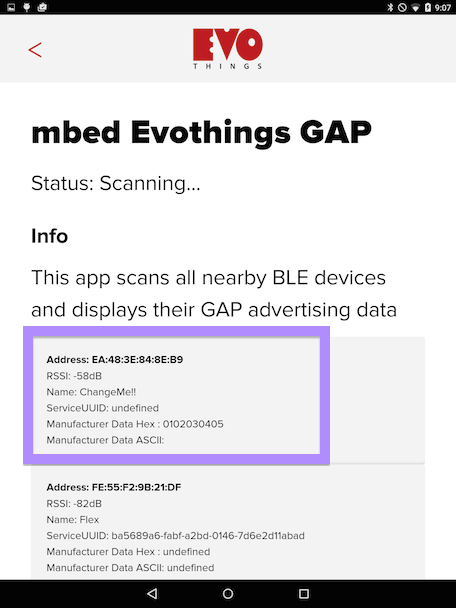 9:07
<
EVO
THINGS
mbed Evothings GAP
Status: Scanning...
Info
This app scans all nearby BLE devices
and displays their GAP advertising data
Address: EA:48:3E:84:8E:B9
RSSI: -58dB
Name: ChangeMe!!
ServiceUUID: undefined
Manufacturer Data Hex : 0102030405
Manufacturer Data ASCII:
Address: FE:55:F2:9B:21:DF
RSSI: -82dB
Name: Flex
ServiceUUID: ba5689a6-fabf-a2bd-0146-7d6e2d11abad
Manufacturer Data Hex : undefined
Manufacturer Data ASCII: undefined